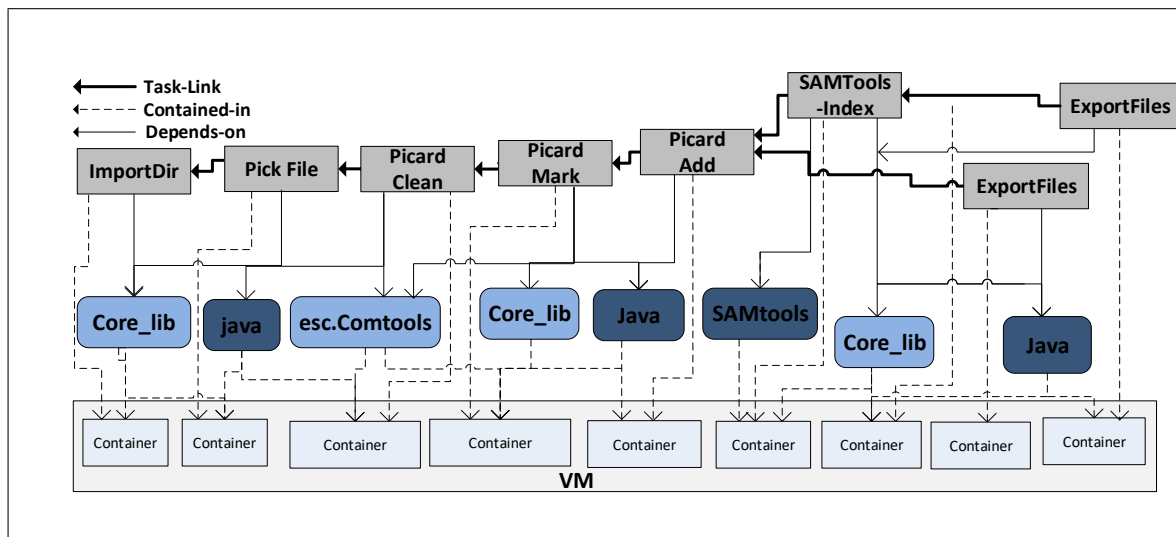 Task-Link
Contained-in
Depends-on
SAMTools
-Index
ExportFiles
ImportDir
Pick File
Picard
Clean
Picard
Mark
Picard
Add
ExportFiles
Core_lib
java
esc.Comtools
Core_lib
Java
SAMtools
Core_lib
Java
Container
Container
Container
Container
Container
Container
Container
Container
Container
VM